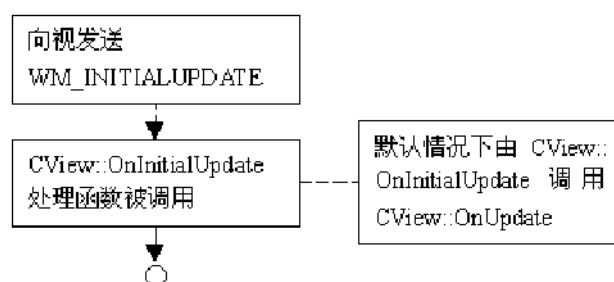 向视发送
WM_INITIALUPDATE
CView::OnInitialUpdate
处理函数被调用
默认情况下由 CView::
OnInitialUpdate 调用
CView::OnUpdate